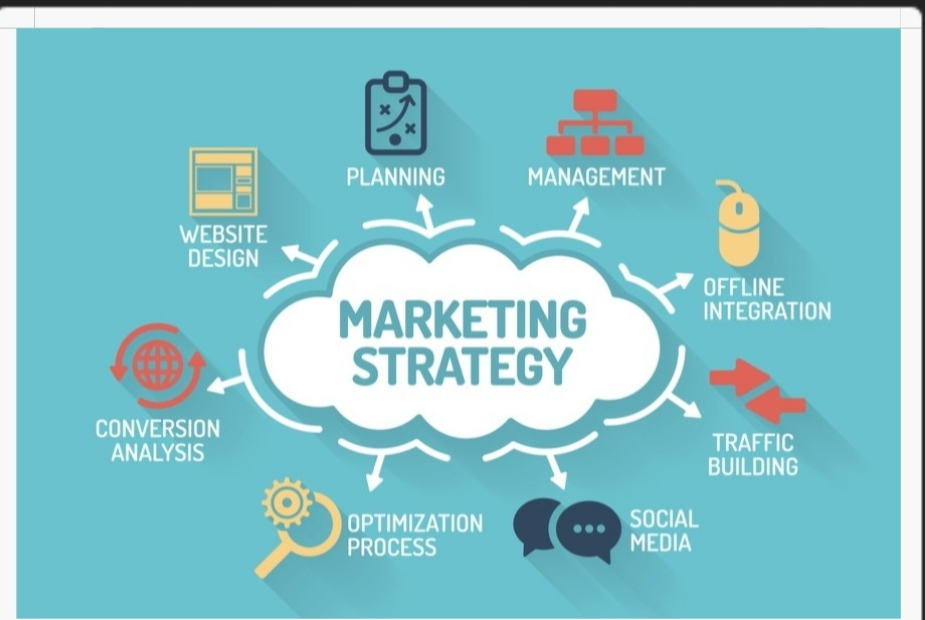 PLANNING
MANAGEMENT
WEBSITE
DESIGN
OFFLINE
INTEGRATION
MARKETING
STRATEGY
CONVERSION
ANALYSIS
TRAFFIC
BUILDING
OPTIMIZATION
PROCESS
SOCIAL
MEDIA